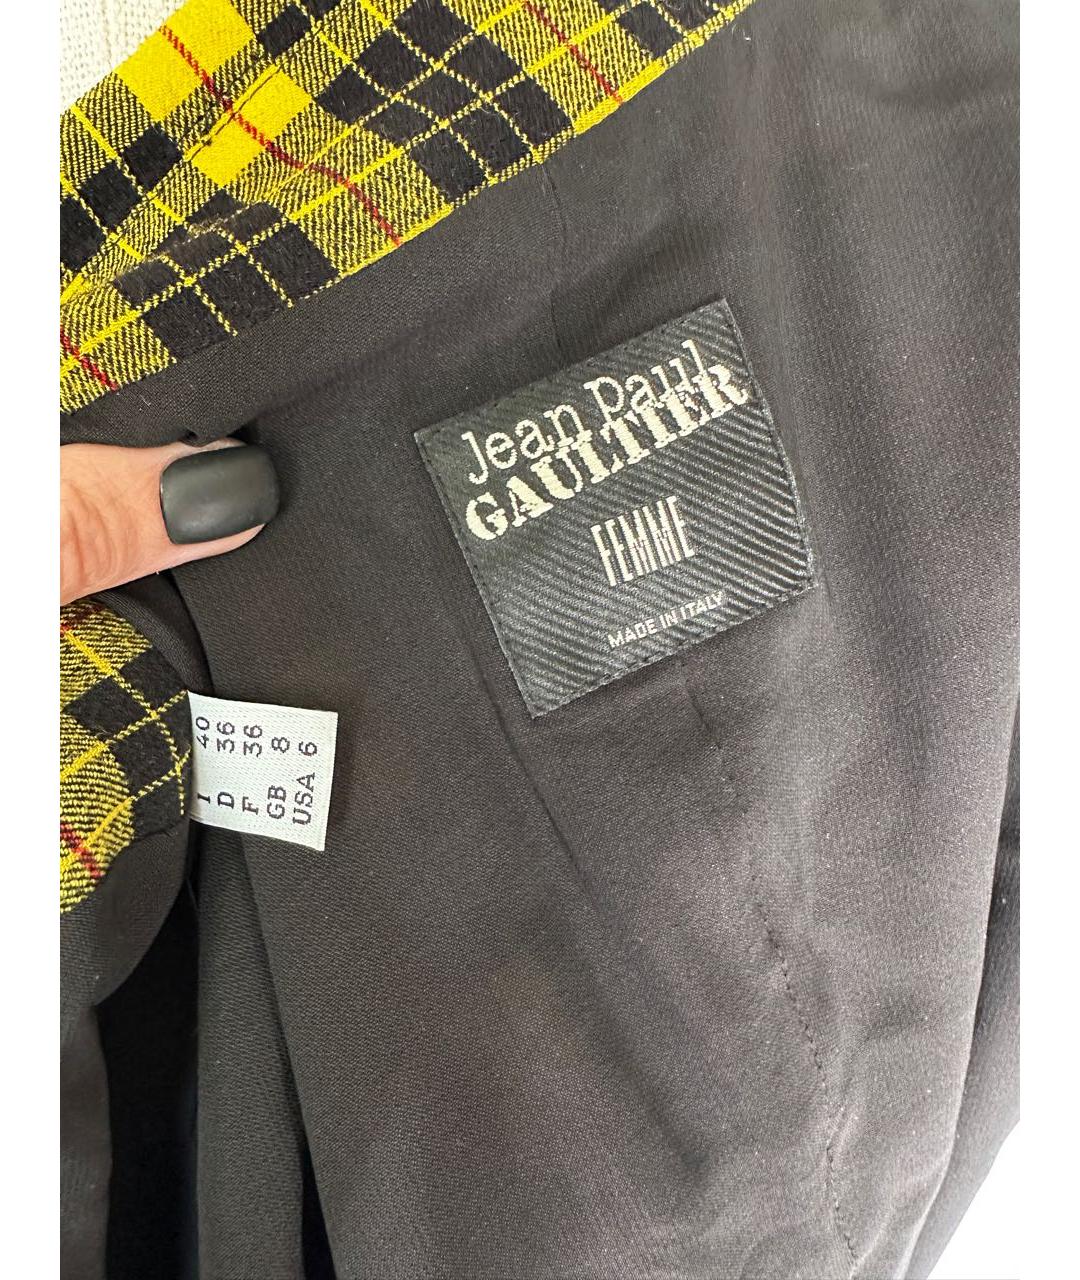 Jean Paul
GAULTIER
FEMME
MADE IN ITALY
I 40
D 36
F 36
GB 8
USA 6